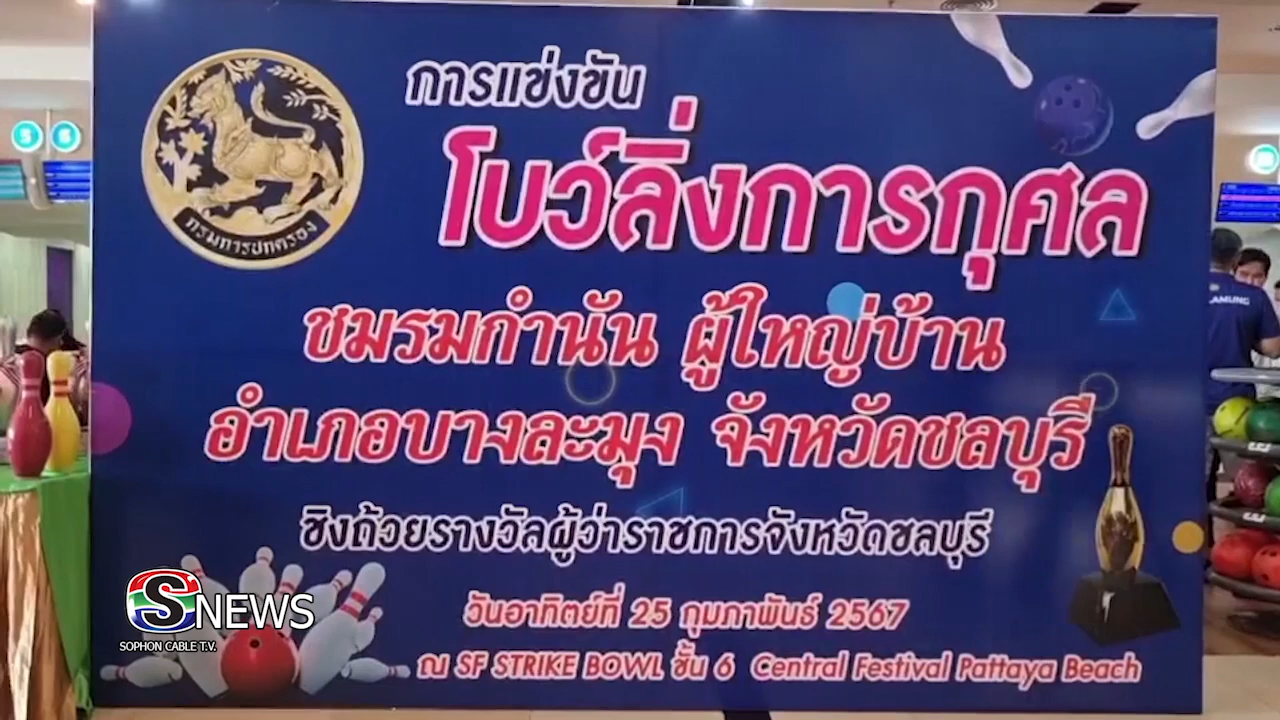 การแข่งขัน
โบว์ลิ่งการกุศล
กรมการปกครอง
ชมรมกำนัน ผู้ใหญ่บ้าน
อำเภอบางละมุง จังหวัดชลบุรี
ชิงถ้วยรางวัลผู้ว่าราชการจังหวัดชลบุรี
วันอาทิตย์ที่ 25 กุมภาพันธ์ 2567
ณ SF STRIKE BOWL ชั้น 6 Central Festival Pattaya Beach
S NEWS
SOPHON CABLE T.V.
LAMUNG